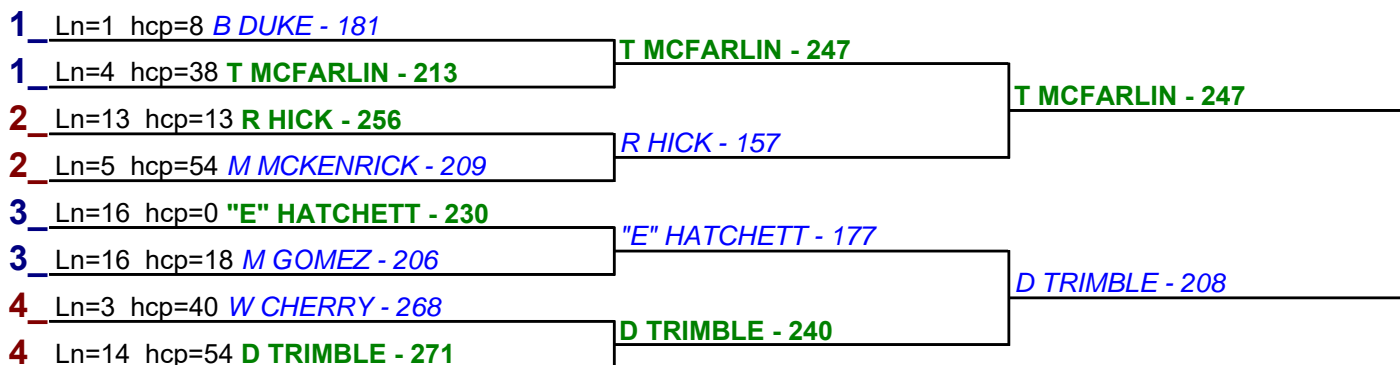 1_ Ln=1 hcp=8 B DUKE - 181
T MCFARLIN - 247
1_ Ln=4 hcp=38 T MCFARLIN - 213
T MCFARLIN - 247
2_ Ln=13 hcp=13 R HICK - 256
R HICK - 157
2_ Ln=5 hcp=54 M MCKENRICK - 209
3_ Ln=16 hcp=0 "E" HATCHETT - 230
"E" HATCHETT - 177
3_ Ln=16 hcp=18 M GOMEZ - 206
D TRIMBLE - 208
4_ Ln=3 hcp=40 W CHERRY - 268
D TRIMBLE - 240
4 Ln=14 hcp=54 D TRIMBLE - 271